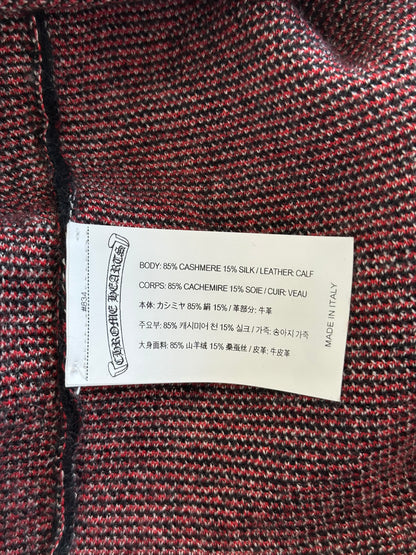 BODY: 85% CASHMERE 15% SILK / LEATHER: CALF
CORPS: 85% CACHEMIRE 15% SOIE / CUIR: VEAU
本体: カシミヤ 85% 絹 15% / 革部分: 牛革
주요부: 85% 캐시미어 천 15% 실크 / 가죽: 송아지 가죽
大身面料: 85% 山羊绒 15% 桑蚕丝 / 皮革: 牛皮革
MADE IN ITALY
CHROME HEARTS